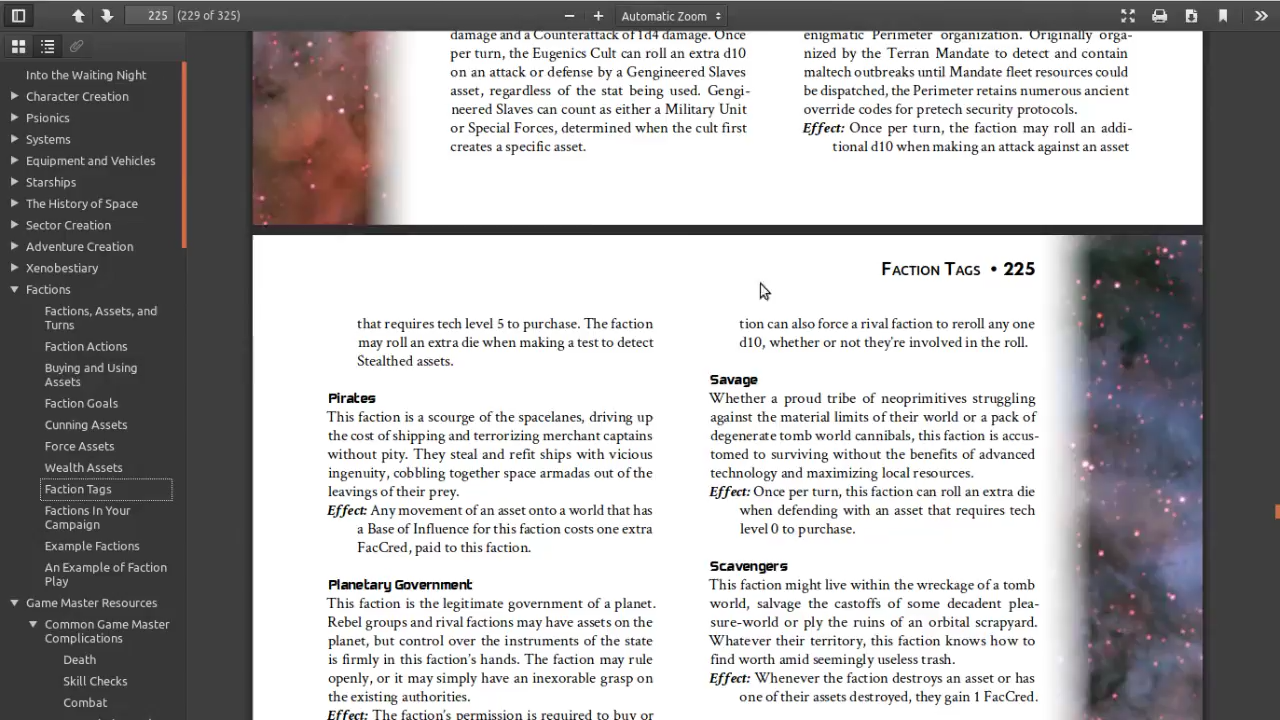 225 (229 of 325)
Automatic Zoom
Into the Waiting Night
Character Creation
Psionics
Systems
Equipment and Vehicles
Starships
The History of Space
Sector Creation
Adventure Creation
Xenobestiary
Factions
Factions, Assets, and
Turns
Faction Actions
Buying and Using
Assets
Faction Goals
Cunning Assets
Force Assets
Wealth Assets
Faction Tags
Factions In Your
Campaign
Example Factions
An Example of Faction
Play
Game Master Resources
Common Game Master
Complications
Death
Skill Checks
Combat
damage and a Counterattack of 1d4 damage. Once
per turn, the Eugenics Cult can roll an extra d10
on an attack or defense by a Gengineered Slaves
asset, regardless of the stat being used. Gengi-
neered Slaves can count as either a Military Unit
or Special Forces, determined when the cult first
creates a specific asset.
enigmatic Perimeter organization. Originally orga-
nized by the Terran Mandate to detect and contain
maltech outbreaks until Mandate fleet resources could
be dispatched, the Perimeter retains numerous ancient
override codes for pretech security protocols.
Effect: Once per turn, the faction may roll an addi-
tional d10 when making an attack against an asset
Faction Tags • 225
that requires tech level 5 to purchase. The faction
may roll an extra die when making a test to detect
Stealthed assets.
Pirates
This faction is a scourge of the spacelanes, driving up
the cost of shipping and terrorizing merchant captains
without pity. They steal and refit ships with vicious
ingenuity, cobbling together space armadas out of the
leavings of their prey.
Effect: Any movement of an asset onto a world that has
a Base of Influence for this faction costs one extra
FacCred, paid to this faction.
Planetary Government
This faction is the legitimate government of a planet.
Rebel groups and rival factions may have assets on the
planet, but control over the instruments of the state
is firmly in this faction's hands. The faction may rule
openly, or it may simply have an inexorable grasp on
the existing authorities.
Effect: The faction's permission is required to buy or
tion can also force a rival faction to reroll any one
d10, whether or not they're involved in the roll.
Savage
Whether a proud tribe of neoprimitives struggling
against the material limits of their world or a pack of
degenerate tomb world cannibals, this faction is accus-
tomed to surviving without the benefits of advanced
technology and maximizing local resources.
Effect: Once per turn, this faction can roll an extra die
when defending with an asset that requires tech
level 0 to purchase.
Scavengers
This faction might live within the wreckage of a tomb
world, salvage the castoffs of some decadent plea-
sure-world or ply the ruins of an orbital scrapyard.
Whatever their territory, this faction knows how to
find worth amid seemingly useless trash.
Effect: Whenever the faction destroys an asset or has
one of their assets destroyed, they gain 1 FacCred.